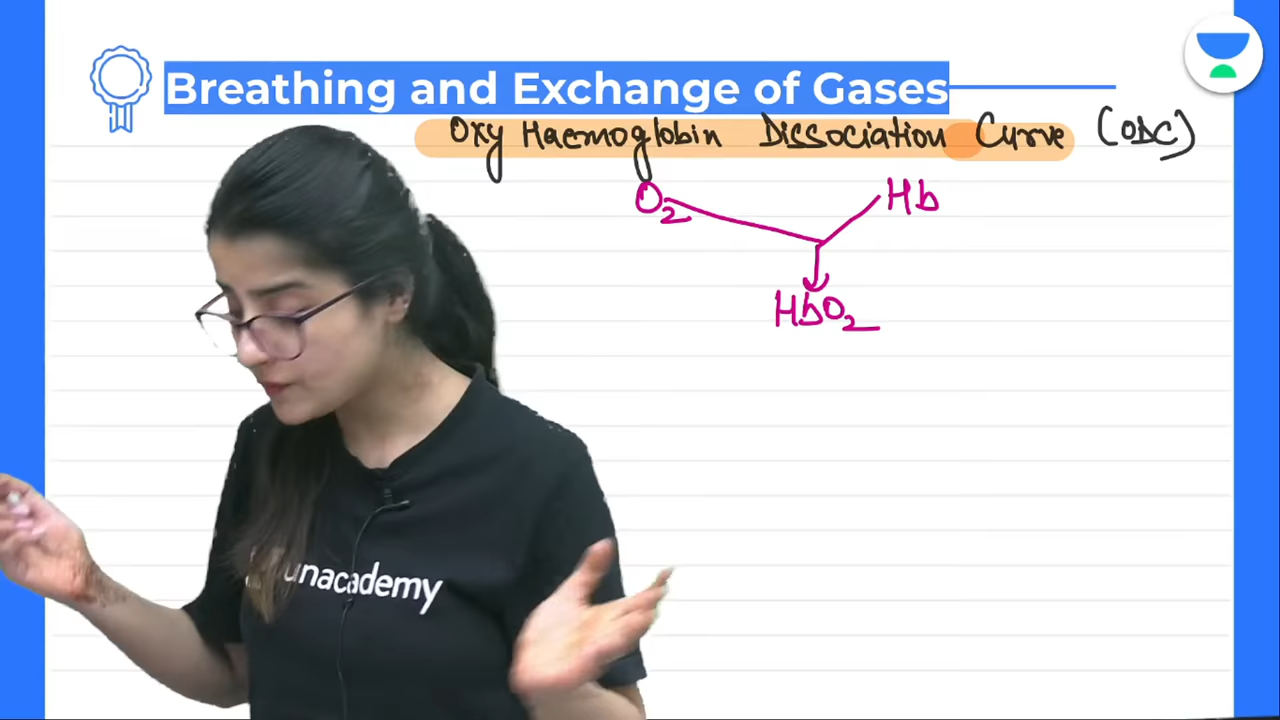 Breathing and Exchange of Gases
Oxy Haemoglobin Dissociation Curve (ODC)
O2 Hb
HbO2
unacademy